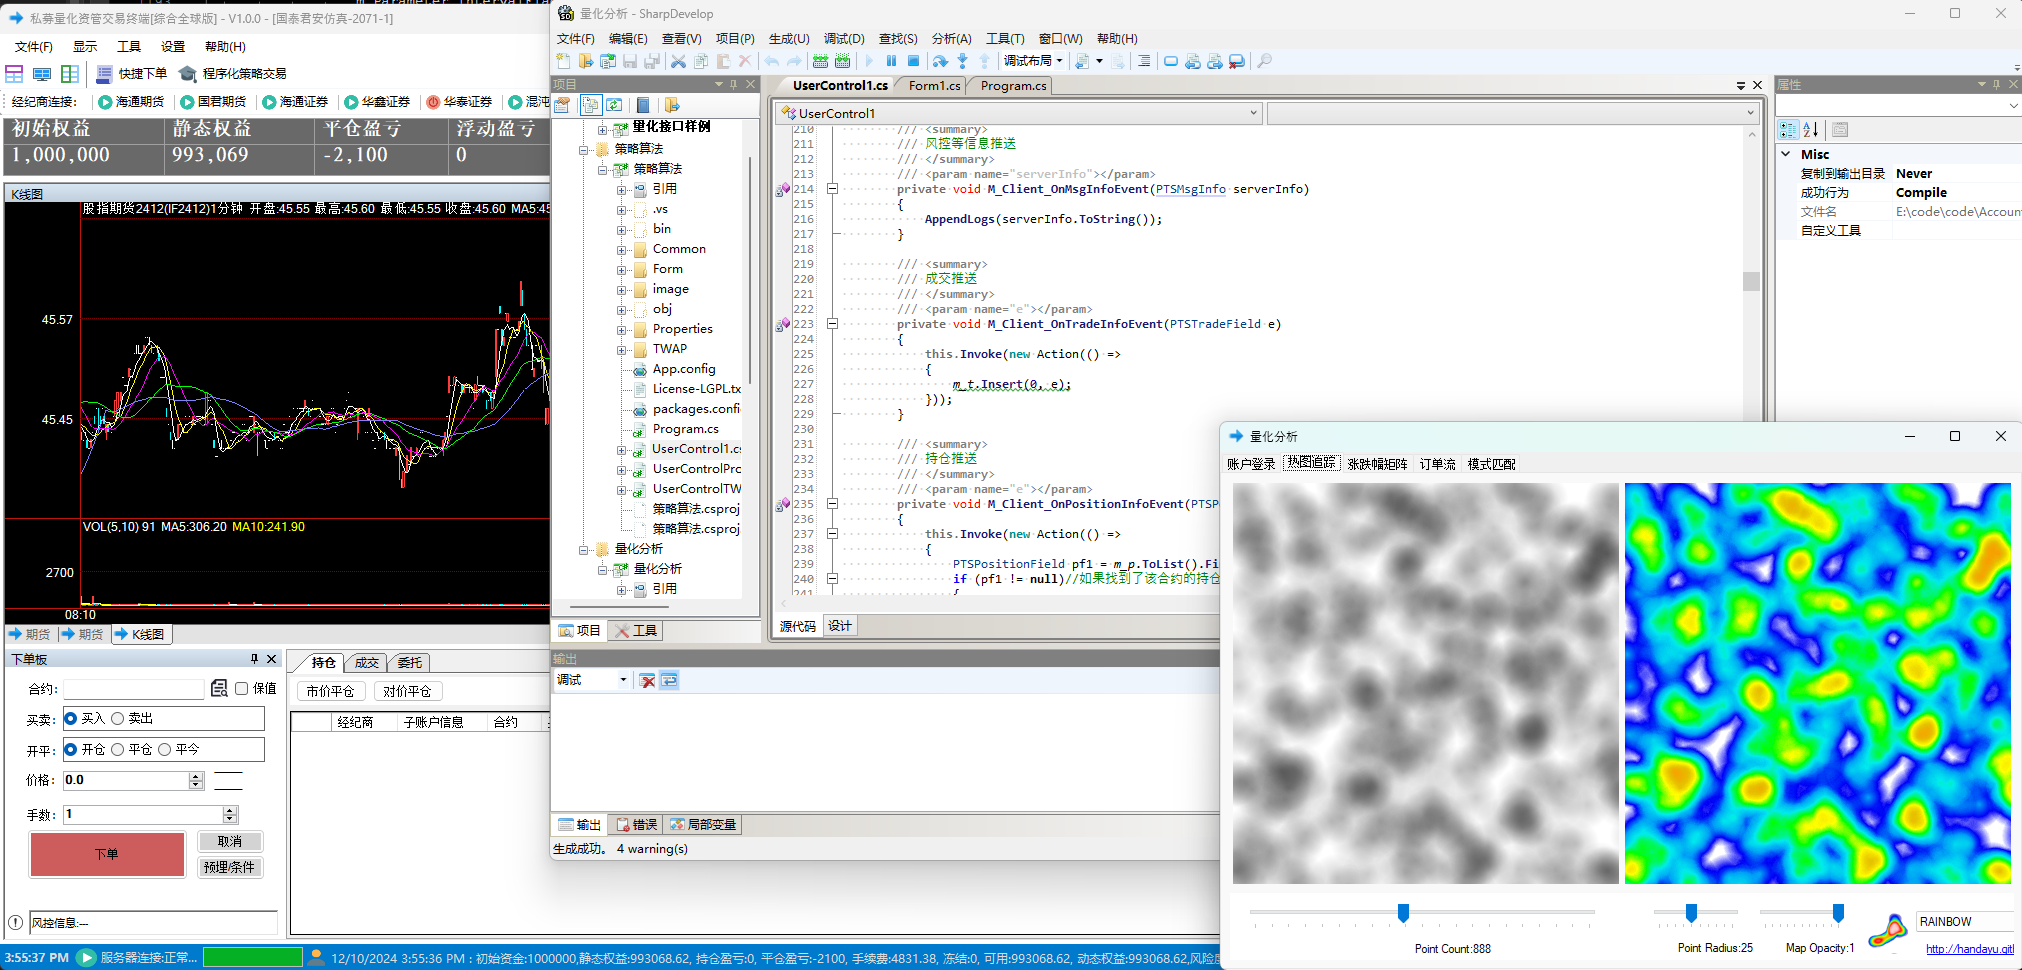 私募量化资管交易终端[综合全球版] - V1.0.0 - [国泰君安仿真-2071-1]
文件(F) 显示 工具 设置 帮助(H)
快捷下单 程序化策略交易
经纪商连接: 海通期货 国君期货 海通证券 华鑫证券 华泰证券 混沌
初始权益 静态权益 平仓盈亏 浮动盈亏
1,000,000 993,069 -2,100 0
K线图
股指期货2412(IF2412)1分钟 开盘:45.55 最高:45.60 最低:45.55 收盘:45.60 MA5:45
45.57
45.45
VOL(5,10) 91 MA5:306.20 MA10:241.90
2700
08:10
期货 期货 K线图
下单板
合约: 保值
买卖: 买入 卖出
开平: 开仓 平仓 平今
价格: 0.0
手数: 1
下单 取消
预埋/条件
风控信息:---
持仓 成交 委托
市价平仓 对价平仓
经纪商 子账户信息 合约
3:55:37 PM 服务器连接:正常... 12/10/2024 3:55:36 PM : 初始资金:1000000,静态权益:993068.62, 持仓盈亏:0, 平仓盈亏:-2100, 手续费:4831.38, 冻结:0, 可用:993068.62, 动态权益:993068.62,风险度
量化分析 - SharpDevelop
文件(F) 编辑(E) 查看(V) 项目(P) 生成(U) 调试(D) 查找(S) 分析(A) 工具(T) 窗口(W) 帮助(H)
调试布局
项目
量化接口样例
策略算法
策略算法
引用
.vs
bin
Common
Form
image
obj
Properties
TWAP
App.config
License-LGPL.tx
packages.confi
Program.cs
UserControl1.cs
UserControlPro
UserControlTW
策略算法.csproj
策略算法.csproj
量化分析
量化分析
引用
项目 工具
UserControl1.cs Form1.cs Program.cs
UserControl1
210 /// <summary>
211 /// 风控等信息推送
212 /// </summary>
213 /// <param name="serverInfo"></param>
214 private void M_Client_OnMsgInfoEvent(PTSMsgInfo serverInfo)
215 {
216 AppendLogs(serverInfo.ToString());
217 }
218
219 /// <summary>
220 /// 成交推送
221 /// </summary>
222 /// <param name="e"></param>
223 private void M_Client_OnTradeInfoEvent(PTSTradeField e)
224 {
225 this.Invoke(new Action(() =>
226 {
227 m_t.Insert(0, e);
228 }));
229 }
230
231 /// <summary>
232 /// 持仓推送
233 /// </summary>
234 /// <param name="e"></param>
235 private void M_Client_OnPositionInfoEvent(PTSP
236 {
237 this.Invoke(new Action(() =>
238 {
239 PTSPositionField pf1 = m_p.ToList().Fi
240 if (pf1 != null)//如果找到了该合约的持仓
241 {
源代码 设计
输出
调试
输出 错误 局部变量
生成成功。 4 warning(s)
属性
Misc
复制到输出目录 Never
成功行为 Compile
文件名 E:\code\code\Accoun
自定义工具
量化分析
账户登录 热图追踪 涨跌幅矩阵 订单流 模式匹配
Point Count:888 Point Radius:25 Map Opacity:1
RAINBOW
http://handayu.git